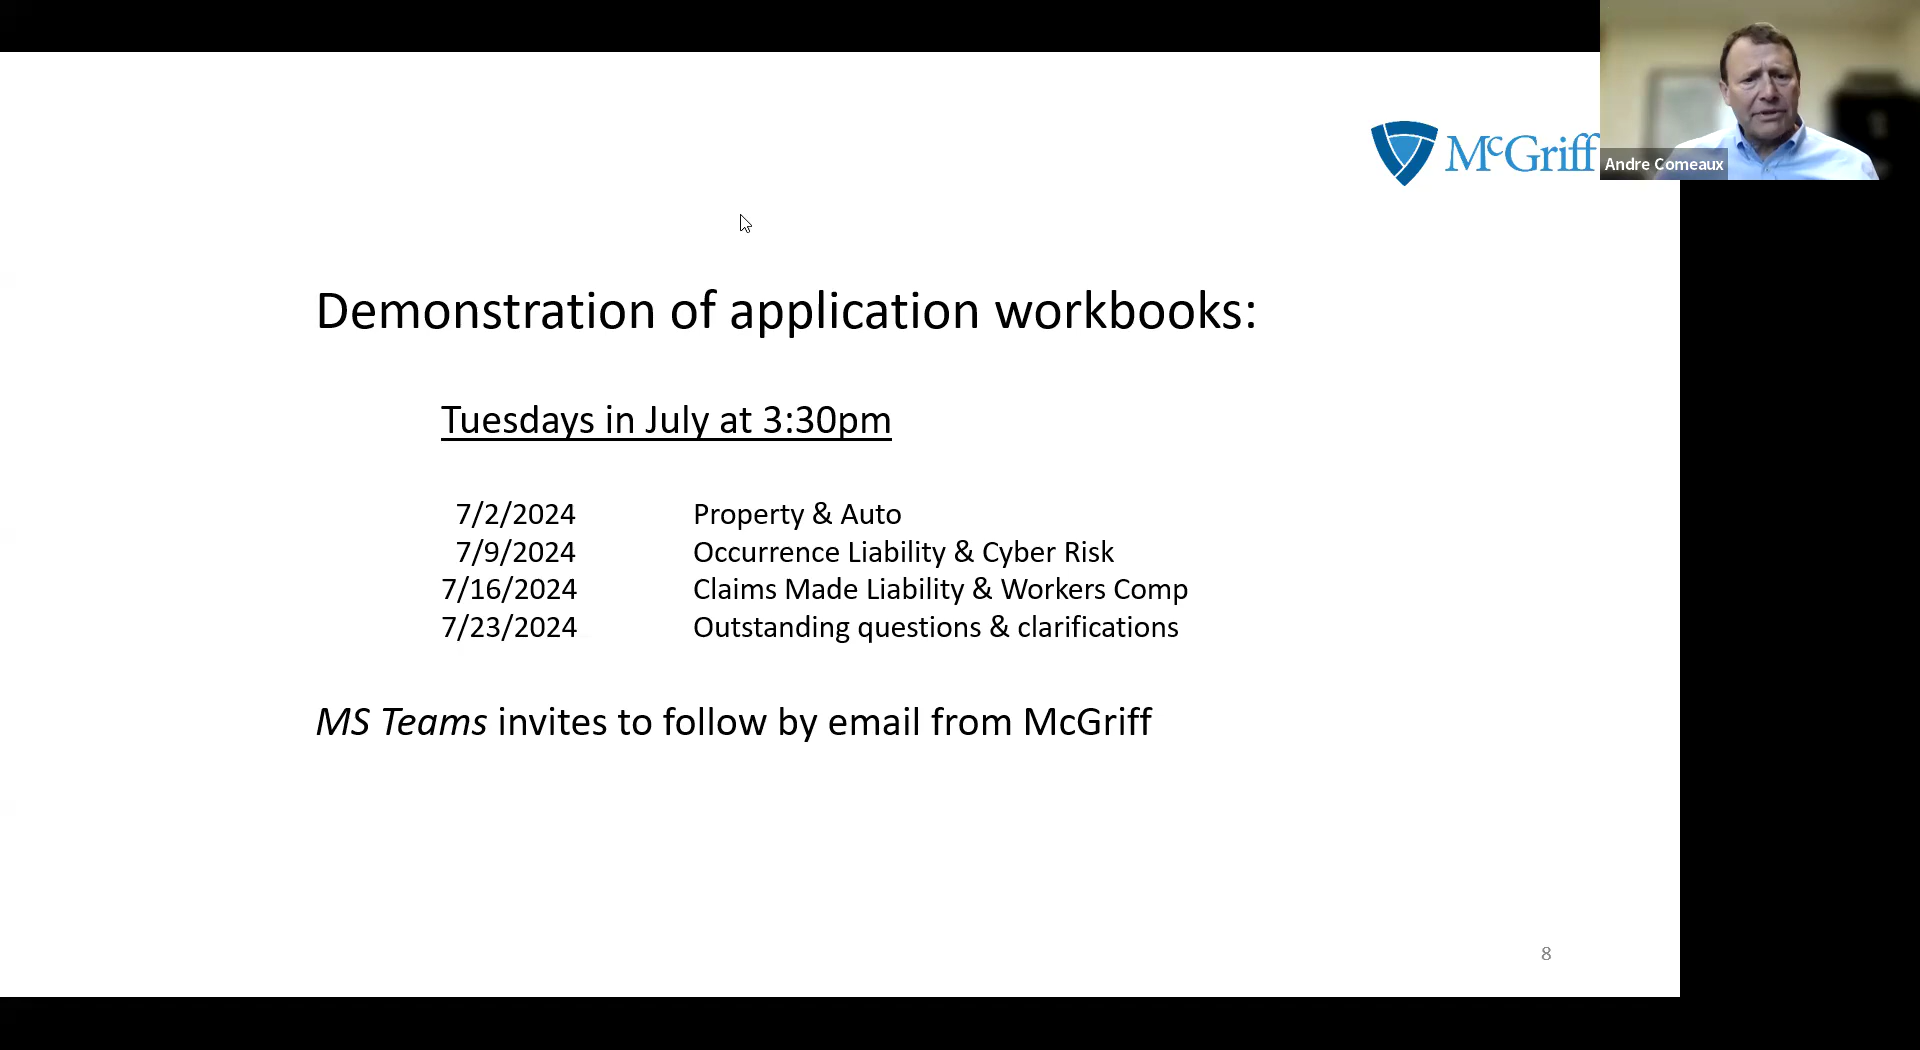 McGriff
Andre Comeaux
Demonstration of application workbooks:
Tuesdays in July at 3:30pm
7/2/2024 Property & Auto
7/9/2024 Occurrence Liability & Cyber Risk
7/16/2024 Claims Made Liability & Workers Comp
7/23/2024 Outstanding questions & clarifications
MS Teams invites to follow by email from McGriff
8